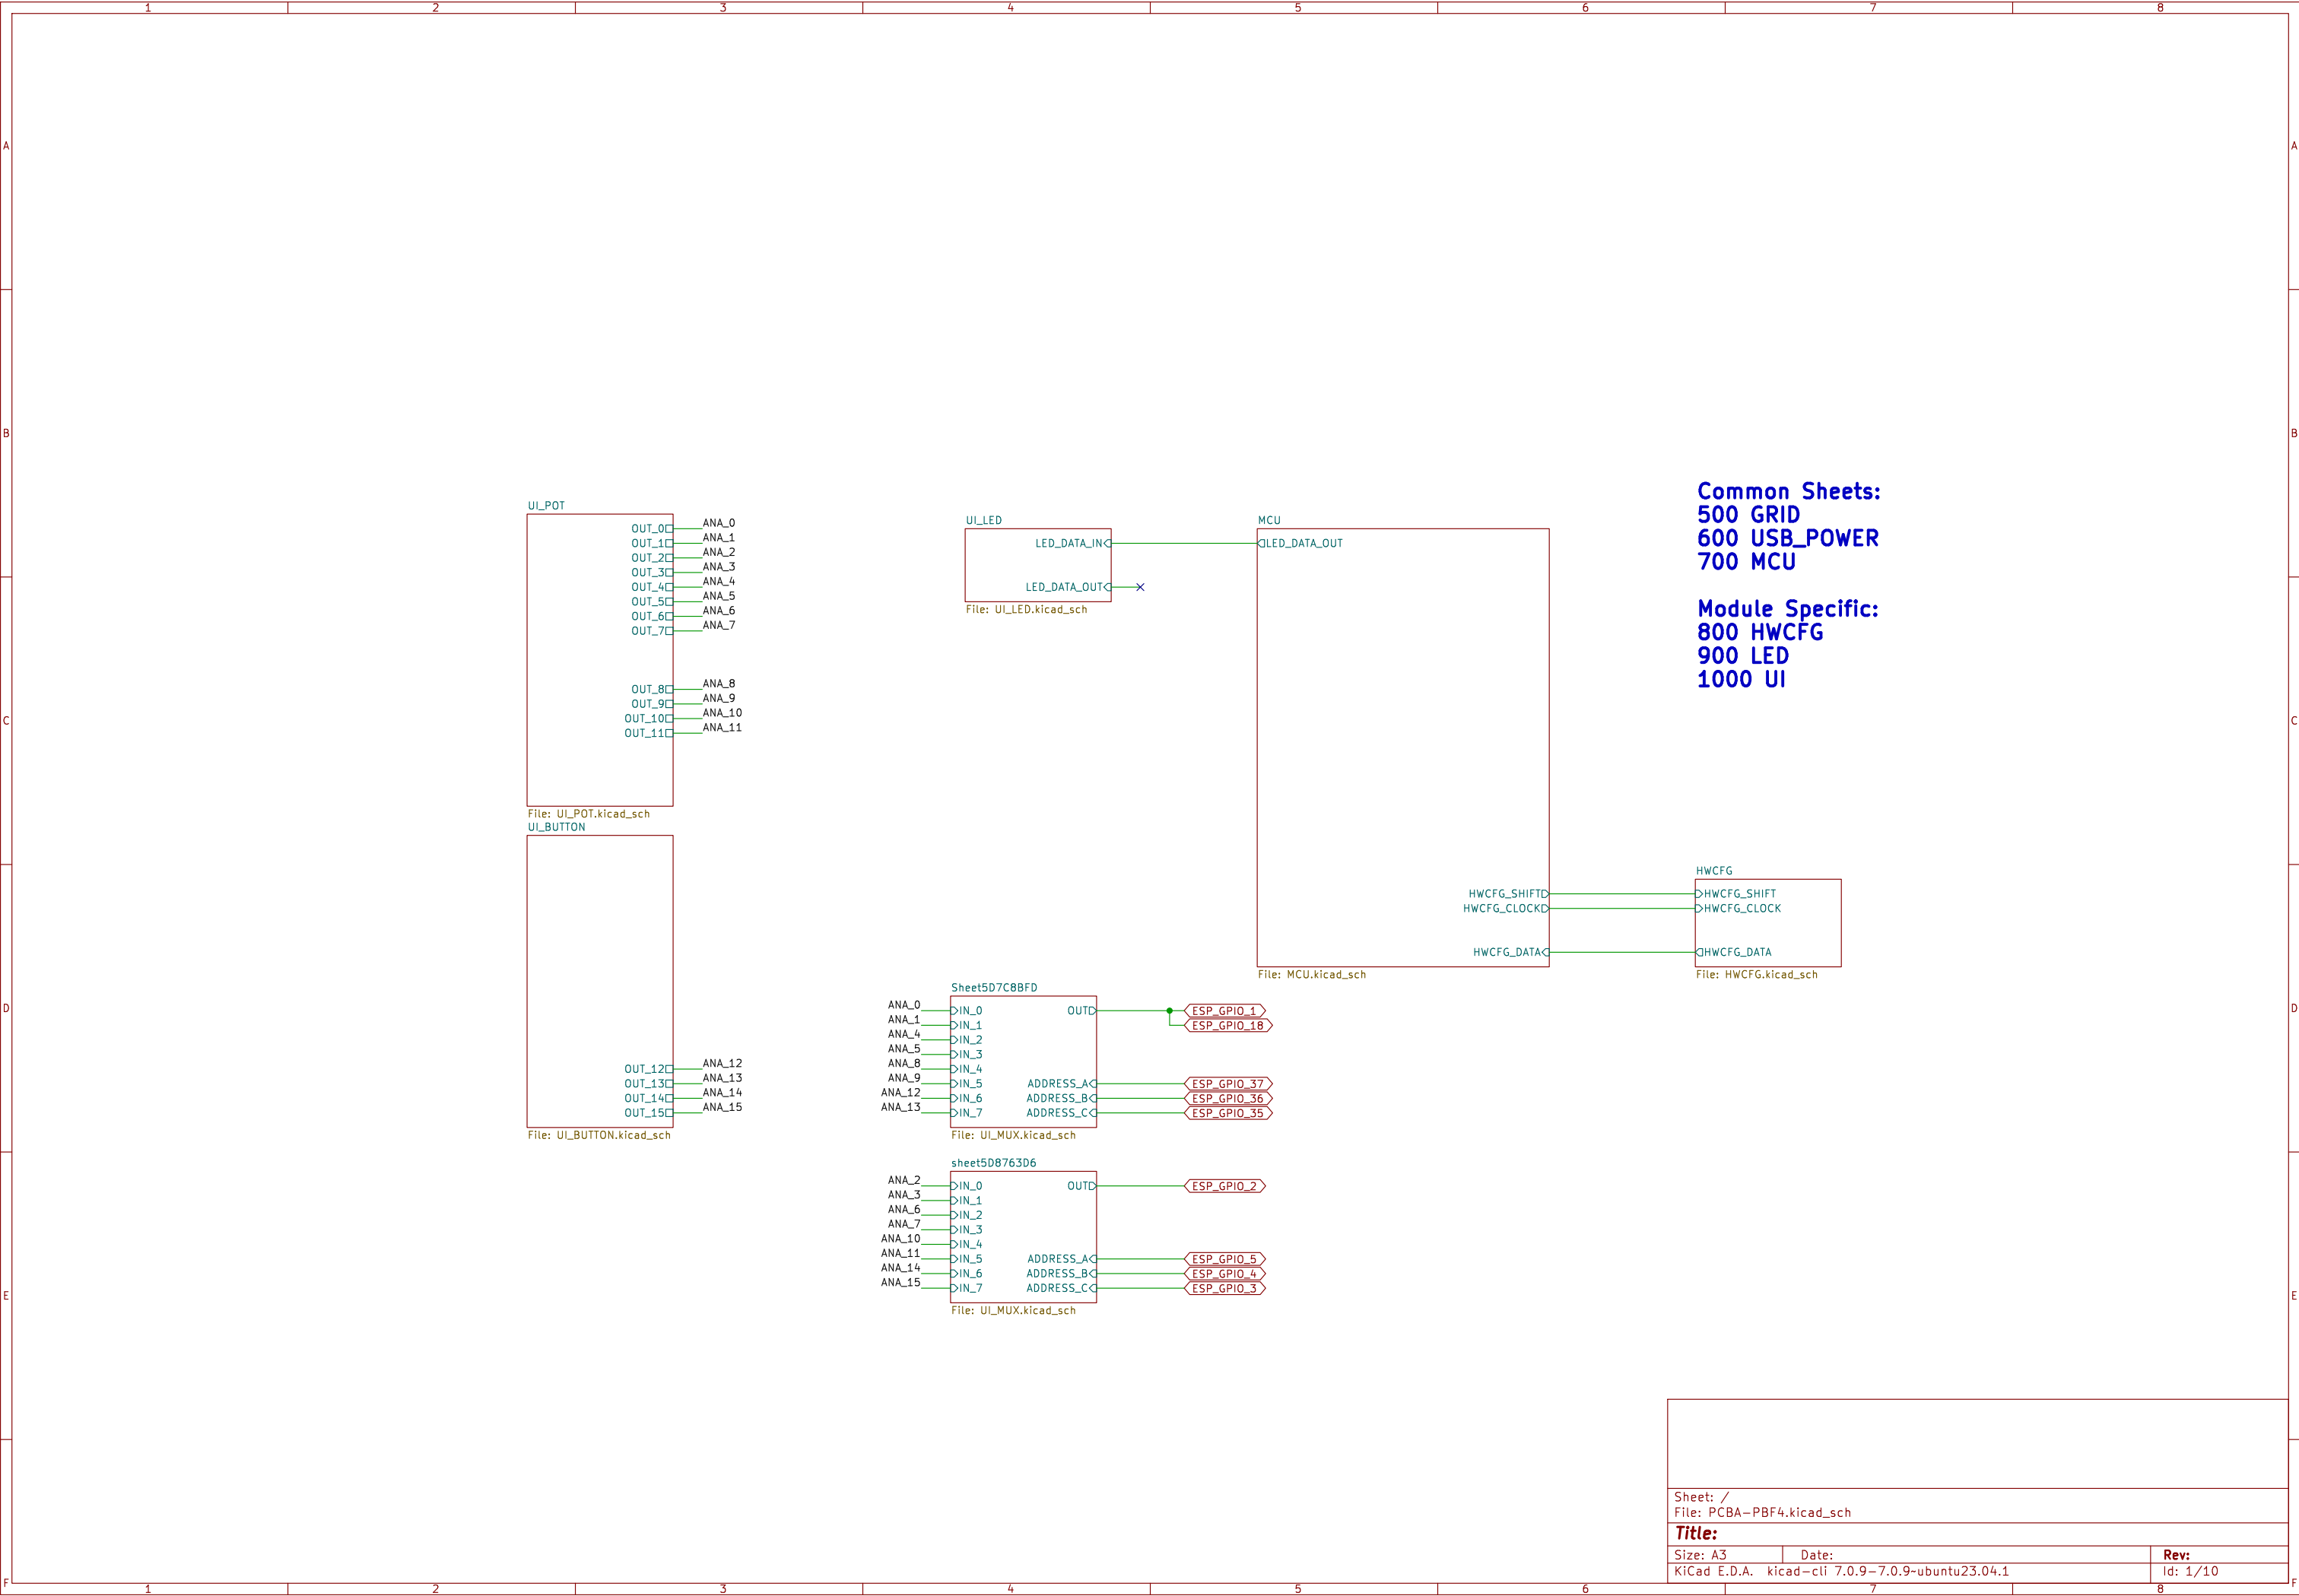 1 2 3 4 5 6 7 8
A A
B B
C C
D D
E E
F F
UI_POT
OUT_0 ANA_0
OUT_1 ANA_1
OUT_2 ANA_2
OUT_3 ANA_3
OUT_4 ANA_4
OUT_5 ANA_5
OUT_6 ANA_6
OUT_7 ANA_7
OUT_8 ANA_8
OUT_9 ANA_9
OUT_10 ANA_10
OUT_11 ANA_11
File: UI_POT.kicad_sch
UI_BUTTON
OUT_12 ANA_12
OUT_13 ANA_13
OUT_14 ANA_14
OUT_15 ANA_15
File: UI_BUTTON.kicad_sch
UI_LED
LED_DATA_IN
LED_DATA_OUT
File: UI_LED.kicad_sch
MCU
LED_DATA_OUT
HWCFG_SHIFT
HWCFG_CLOCK
HWCFG_DATA
File: MCU.kicad_sch
Common Sheets:
500 GRID
600 USB_POWER
700 MCU
Module Specific:
800 HWCFG
900 LED
1000 UI
HWCFG
HWCFG_SHIFT
HWCFG_CLOCK
HWCFG_DATA
File: HWCFG.kicad_sch
Sheet5D7C8BFD
ANA_0 IN_0 OUT ESP_GPIO_1
ANA_1 IN_1 ESP_GPIO_18
ANA_4 IN_2
ANA_5 IN_3
ANA_8 IN_4
ANA_9 IN_5 ADDRESS_A ESP_GPIO_37
ANA_12 IN_6 ADDRESS_B ESP_GPIO_36
ANA_13 IN_7 ADDRESS_C ESP_GPIO_35
File: UI_MUX.kicad_sch
sheet5D8763D6
ANA_2 IN_0 OUT ESP_GPIO_2
ANA_3 IN_1
ANA_6 IN_2
ANA_7 IN_3
ANA_10 IN_4
ANA_11 IN_5 ADDRESS_A ESP_GPIO_5
ANA_14 IN_6 ADDRESS_B ESP_GPIO_4
ANA_15 IN_7 ADDRESS_C ESP_GPIO_3
File: UI_MUX.kicad_sch
Sheet: /
File: PCBA-PBF4.kicad_sch
Title:
Size: A3 Date: Rev:
KiCad E.D.A. kicad-cli 7.0.9-7.0.9~ubuntu23.04.1 Id: 1/10
1 2 3 4 5 6 7 8